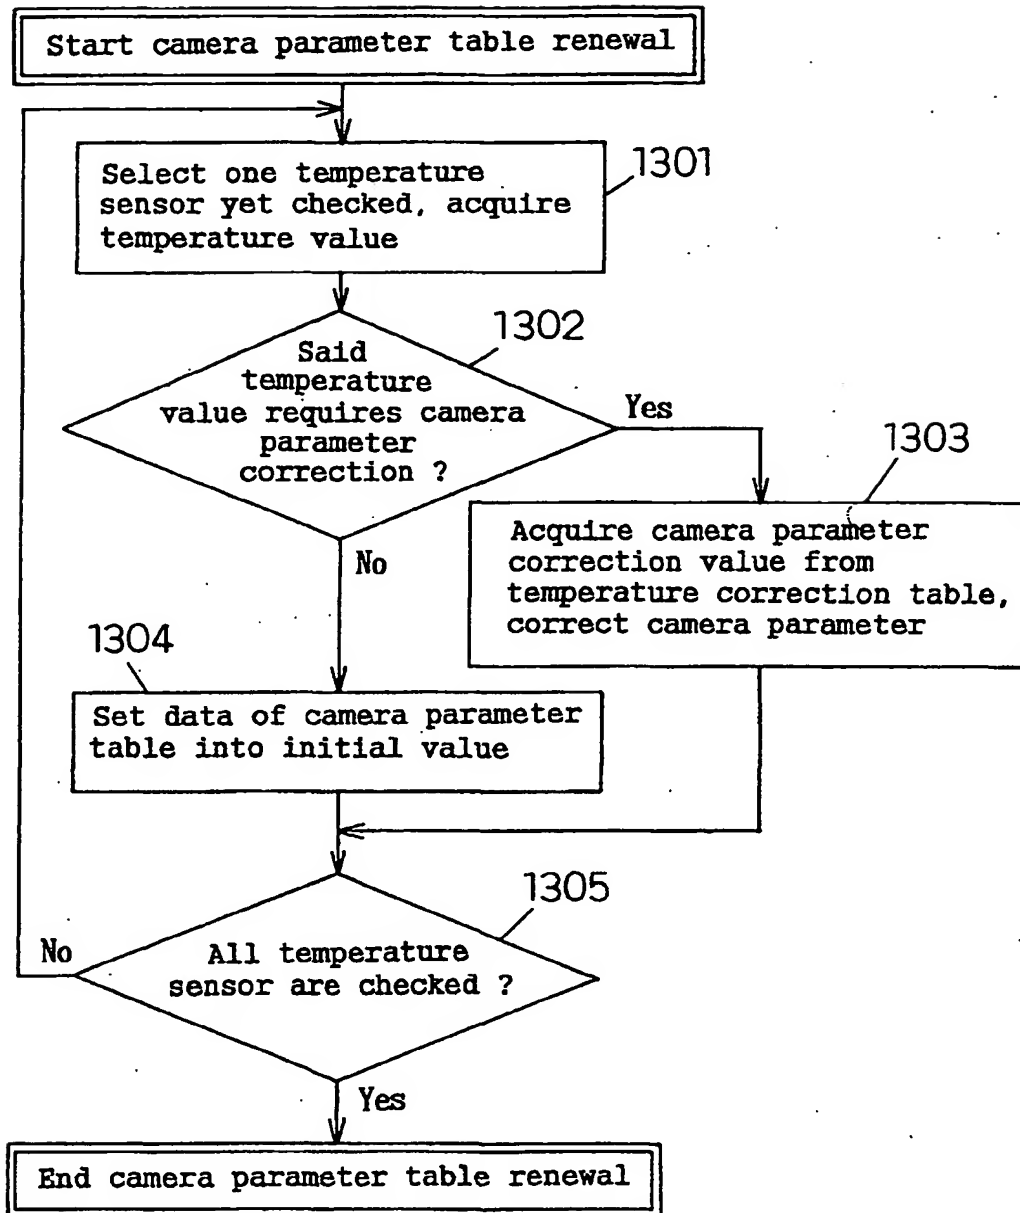 Start camera parameter table renewal
1301
Select one temperature
sensor yet checked, acquire
temperature value
1302
Said
temperature
value requires camera
parameter
correction ?
Yes
1303
Acquire camera parameter
correction value from
temperature correction table,
correct camera parameter
No
1304
Set data of camera parameter
table into initial value
1305
All temperature
sensor are checked ?
No
Yes
End camera parameter table renewal